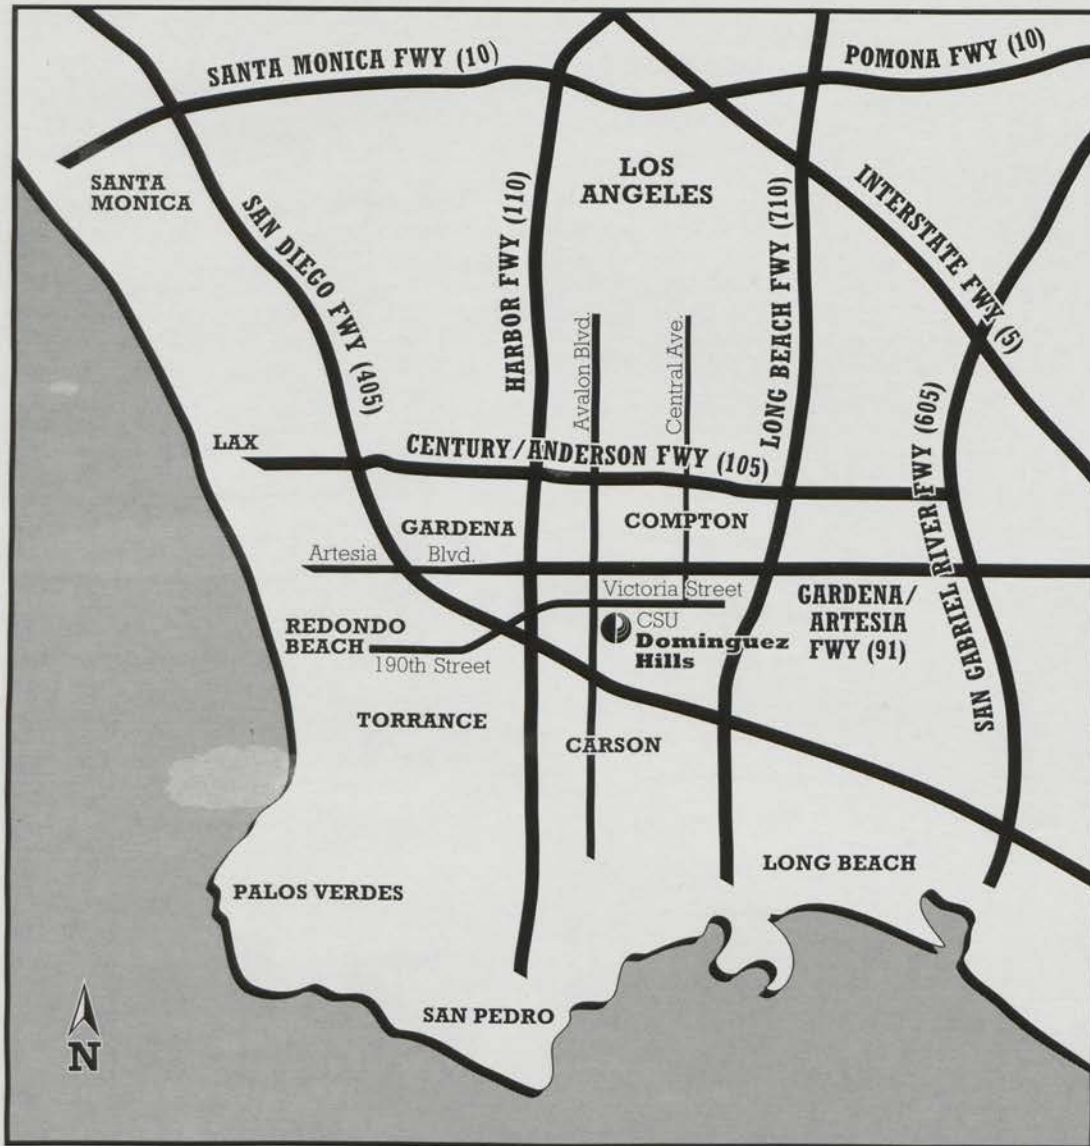 SANTA MONICA FWY (10)
POMONA FWY (10)
SANTA
MONICA
LOS
ANGELES
SAN DIEGO FWY (405)
HARBOR FWY (110)
LONG BEACH FWY (710)
INTERSTATE FWY (5)
Avalon Blvd.
Central Ave.
LAX
CENTURY/ANDERSON FWY (105)
SAN GABRIEL RIVER FWY (605)
GARDENA
COMPTON
Artesia Blvd.
Victoria Street
GARDENA/
ARTESIA
FWY (91)
REDONDO
BEACH
190th Street
CSU
Dominguez
Hills
TORRANCE
CARSON
LONG BEACH
PALOS VERDES
SAN PEDRO
N